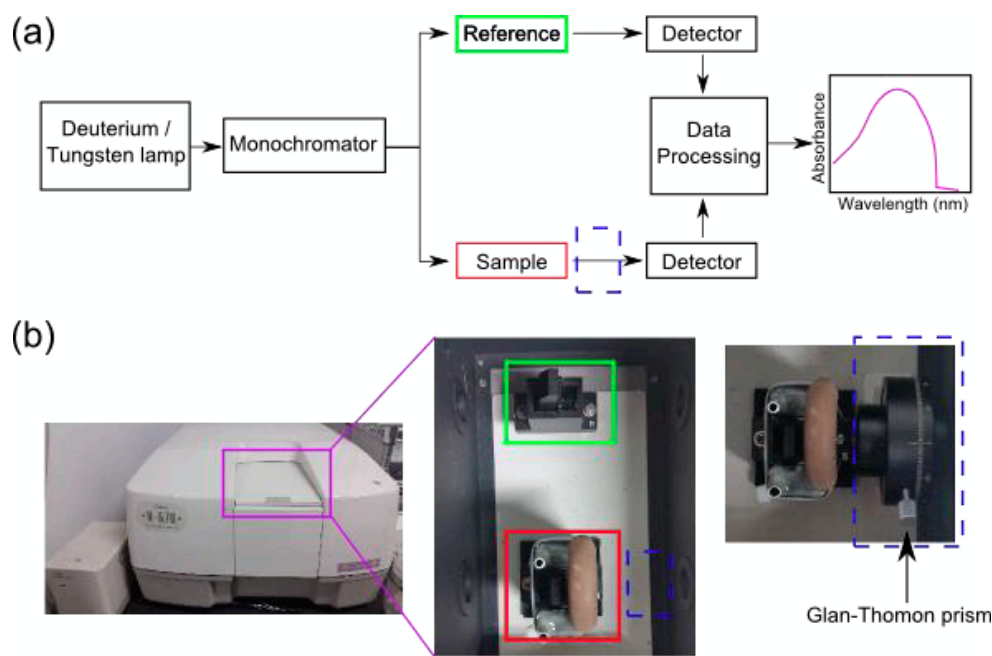 (a)
Reference
Detector
Deuterium /
Tungsten lamp
Monochromator
Data
Processing
Absorbance
Wavelength (nm)
Sample
Detector
(b)
Glan-Thomon prism